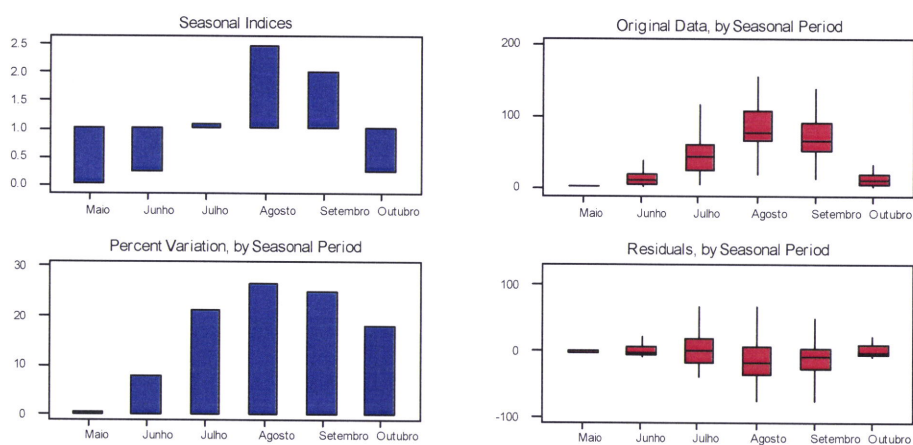 Seasonal Indices
2.5
2.0
1.5
1.0
0.5
0.0
Maio Junho Julho Agosto Setembro Outubro
Original Data, by Seasonal Period
200
100
0
Maio Junho Julho Agosto Setembro Outubro
Percent Variation, by Seasonal Period
30
20
10
0
Maio Junho Julho Agosto Setembro Outubro
Residuals, by Seasonal Period
100
0
-100
Maio Junho Julho Agosto Setembro Outubro